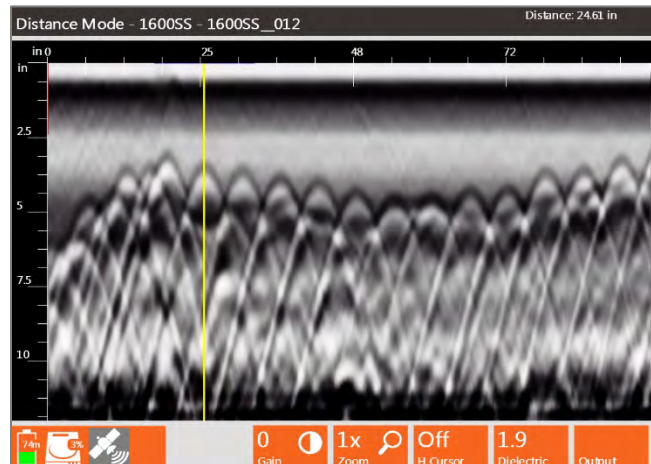 Distance Mode - 1600SS - 1600SS__012
Distance: 24.61 in
in 0 25 48 72
in
2.5
5
7.5
10
74m 3% 0 1x Off 1.9
Gain Zoom H Cursor Dielectric Output